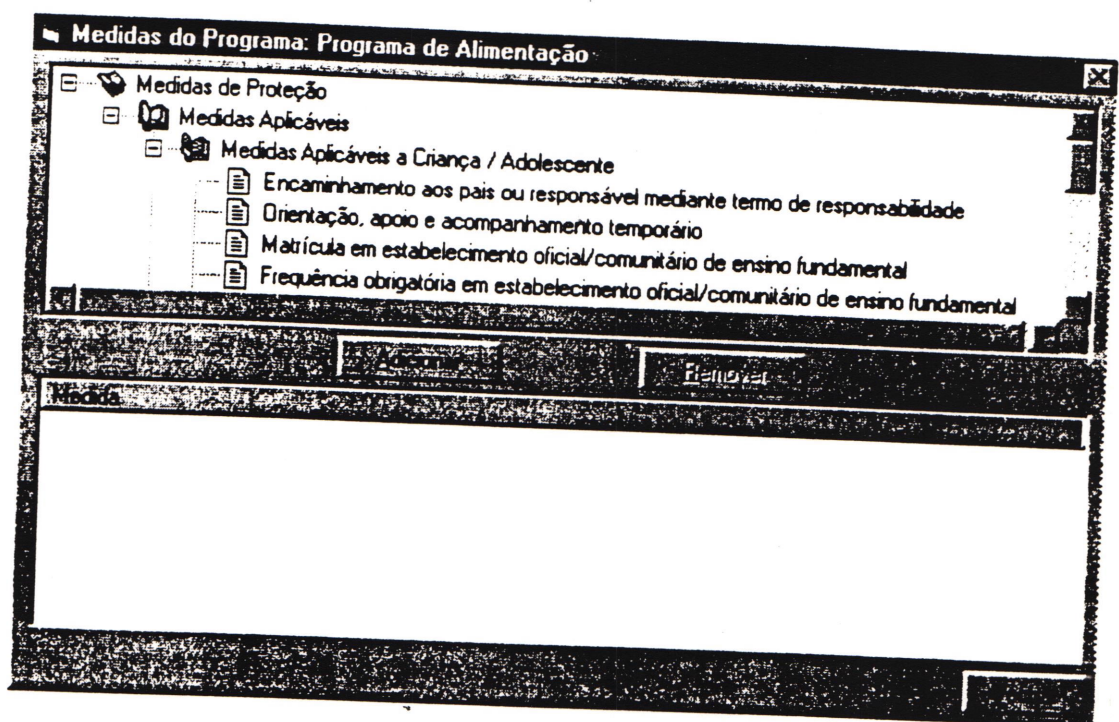 Medidas do Programa: Programa de Alimentação
Medidas de Proteção
Medidas Aplicáveis
Medidas Aplicáveis a Criança / Adolescente
Encaminhamento aos pais ou responsável mediante termo de responsabilidade
Orientação, apoio e acompanhamento temporário
Matrícula em estabelecimento oficial/comunitário de ensino fundamental
Frequência obrigatória em estabelecimento oficial/comunitário de ensino fundamental
Remover
Medida